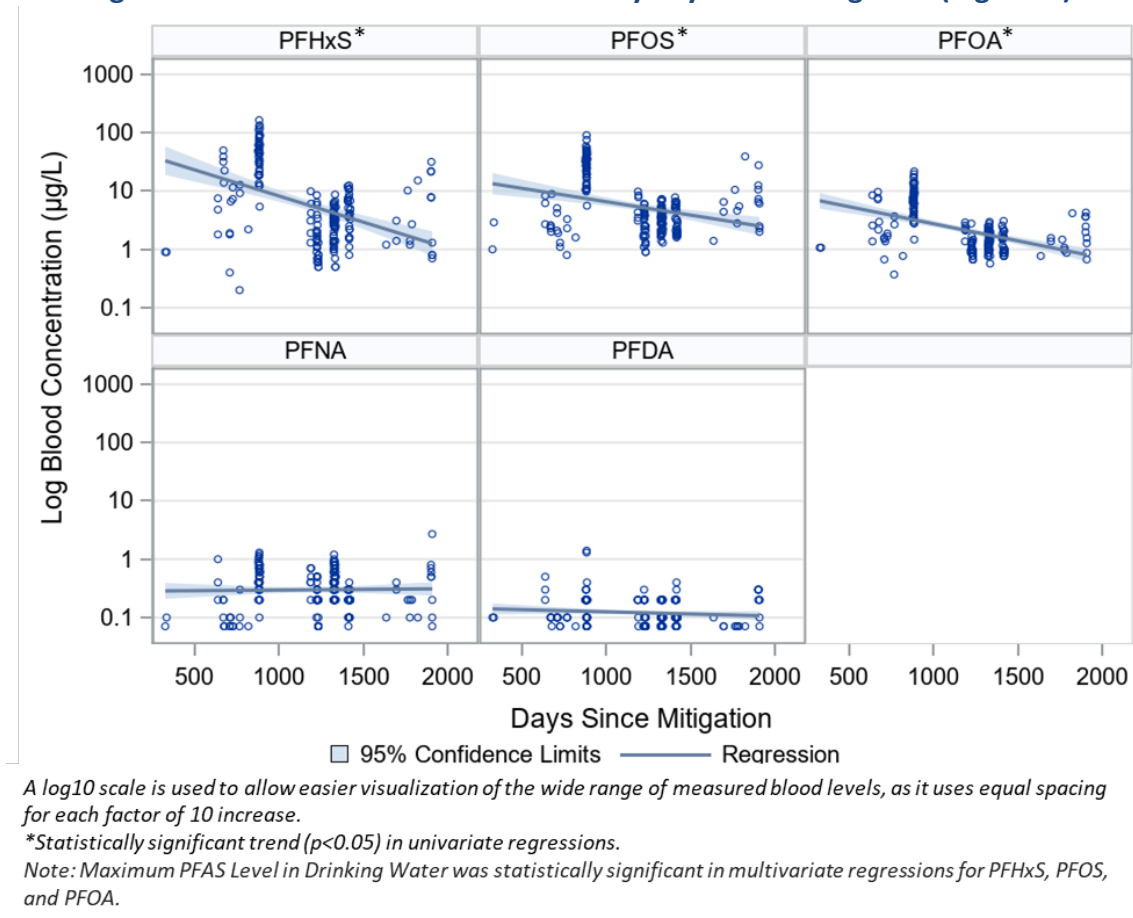 PFHxS*
PFOS*
PFOA*
1000
100
10
1
0.1
PFNA
PFDA
1000
100
10
1
0.1
Log Blood Concentration (µg/L)
500 1000 1500 2000
500 1000 1500 2000
500 1000 1500 2000
Days Since Mitigation
95% Confidence Limits
Regression
A log10 scale is used to allow easier visualization of the wide range of measured blood levels, as it uses equal spacing
for each factor of 10 increase.
*Statistically significant trend (p<0.05) in univariate regressions.
Note: Maximum PFAS Level in Drinking Water was statistically significant in multivariate regressions for PFHxS, PFOS,
and PFOA.